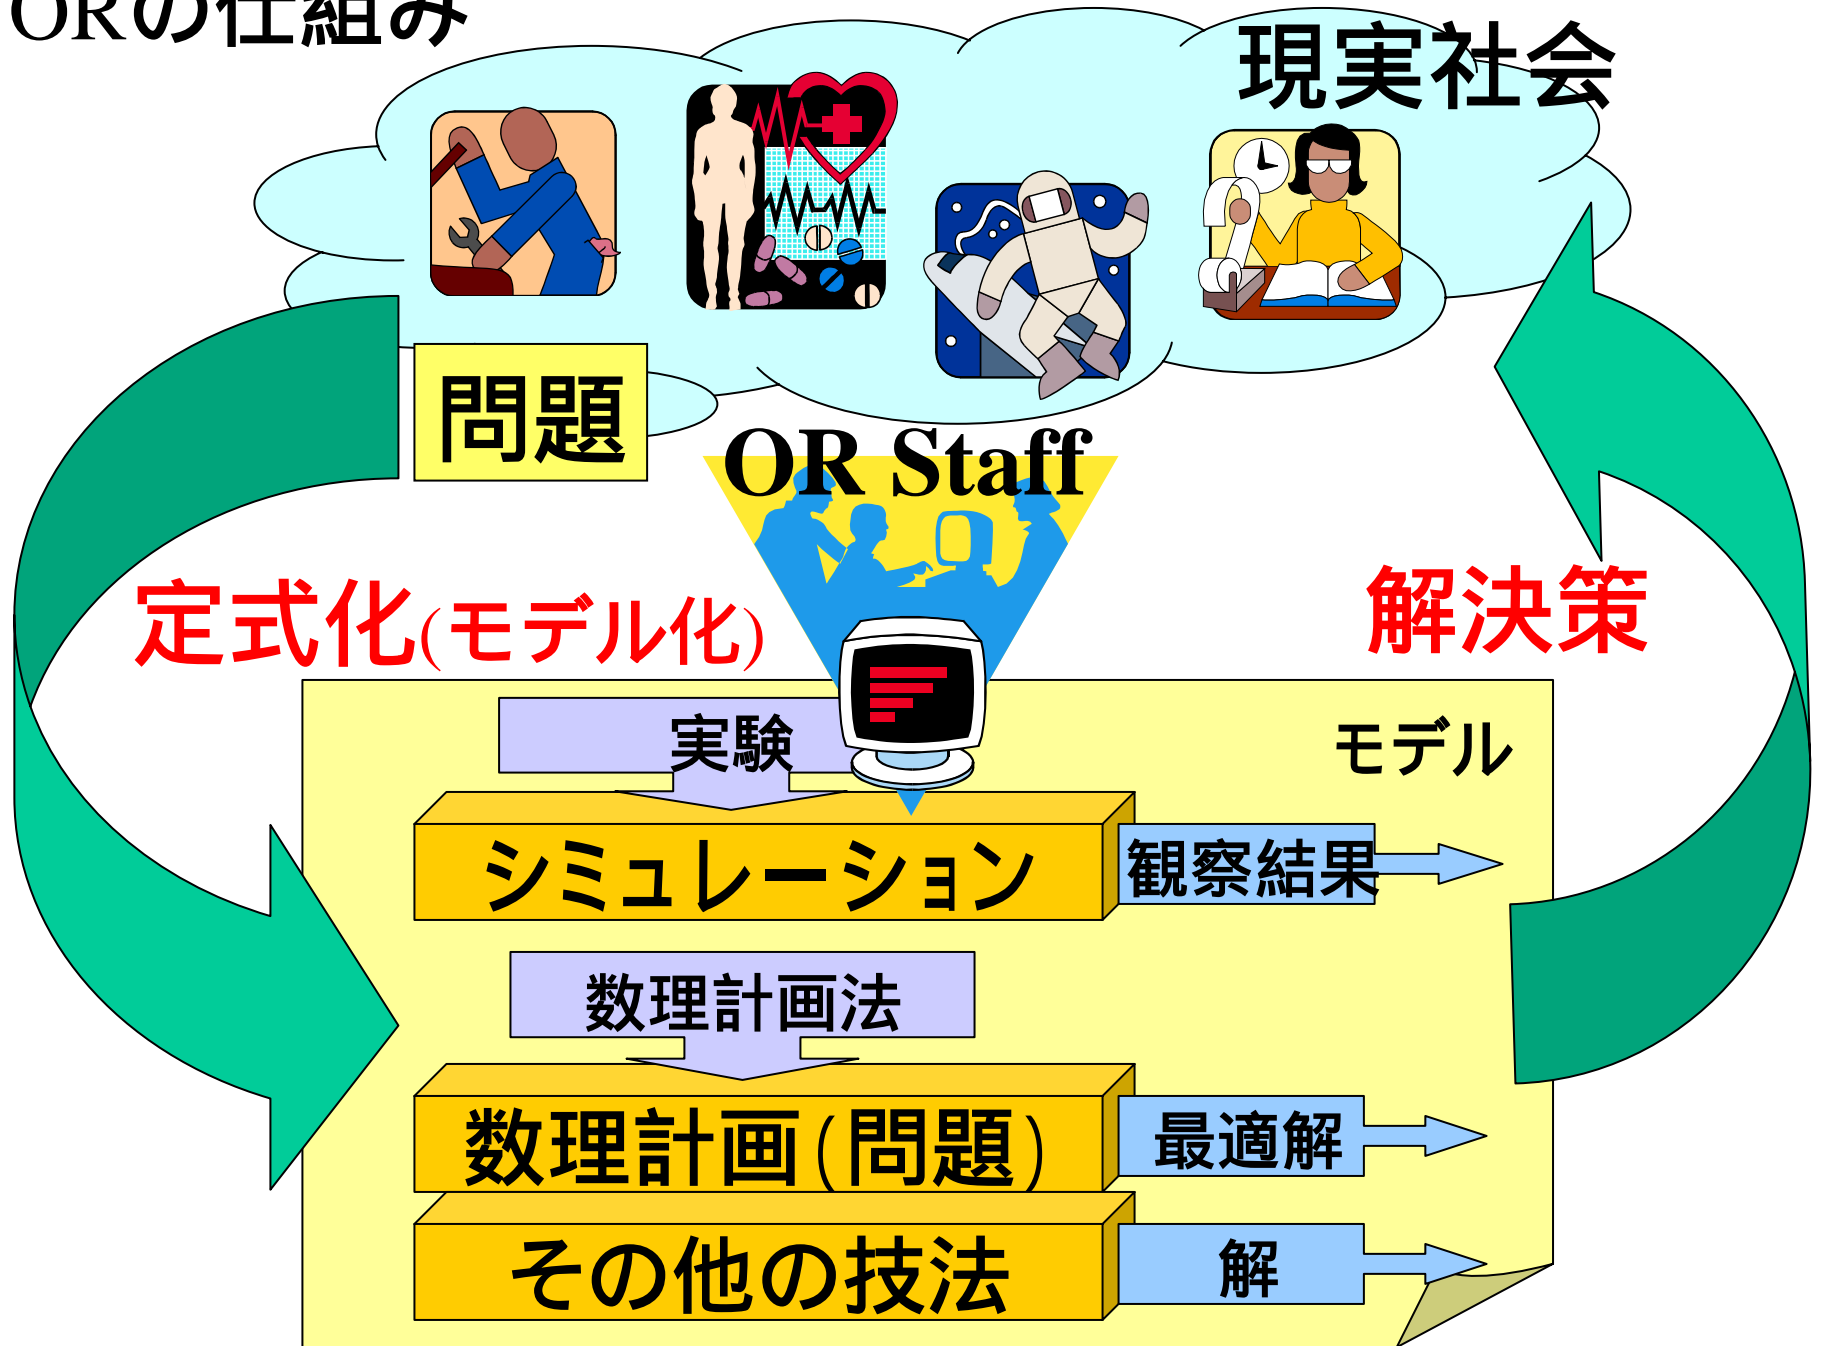 ORの仕組み
現実社会
問題
OR Staff
定式化(モデル化)
解決策
実験
モデル
シミュレーション
観察結果
数理計画法
数理計画(問題)
最適解
その他の技法
解